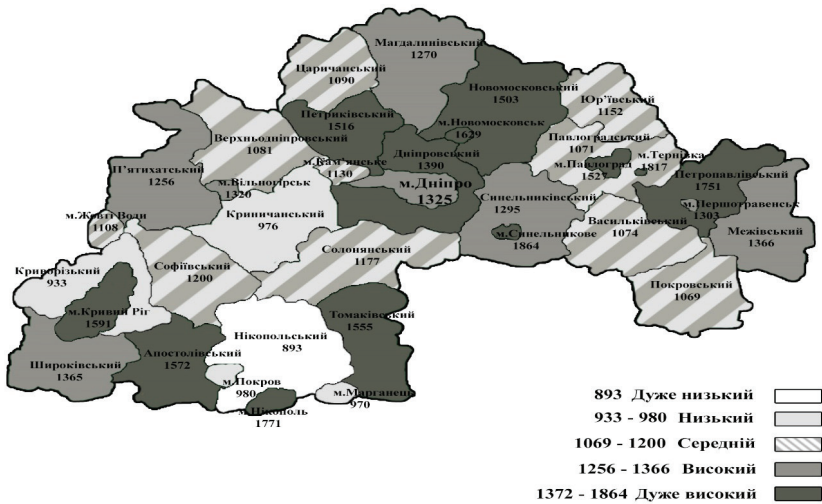 Магдалинівський
1270
Царичанський
1090
Новомосковський
1503
Юр’ївський
1152
Петриківський
1516
м.Новомосковськ
1629
Верхньодніпровський
1081
Павлоградський
1071
м.Тернівка
1817
м.Павлоград
1527
Дніпровський
1390
м.Кам’янське
1130
П’ятихатський
1256
Петропавлівський
1751
м.Дніпро
1325
м.Вільногірськ
1320
Синельниківський
1295
м.Першотравенськ
1303
м.Жовті Води
1108
Криничанський
976
Васильківський
1074
м.Синельникове
1864
Межівський
1366
Солонянський
1177
Софіївський
1200
Криворізький
933
Покровський
1069
м.Кривий Ріг
1591
Томаківський
1555
Нікопольський
893
Апостолівський
1572
Широківський
1365
м.Покров
980
м.Марганець
970
м.Нікополь
1771
893 Дуже низький
933 - 980 Низький
1069 - 1200 Середній
1256 - 1366 Високий
1372 - 1864 Дуже високий